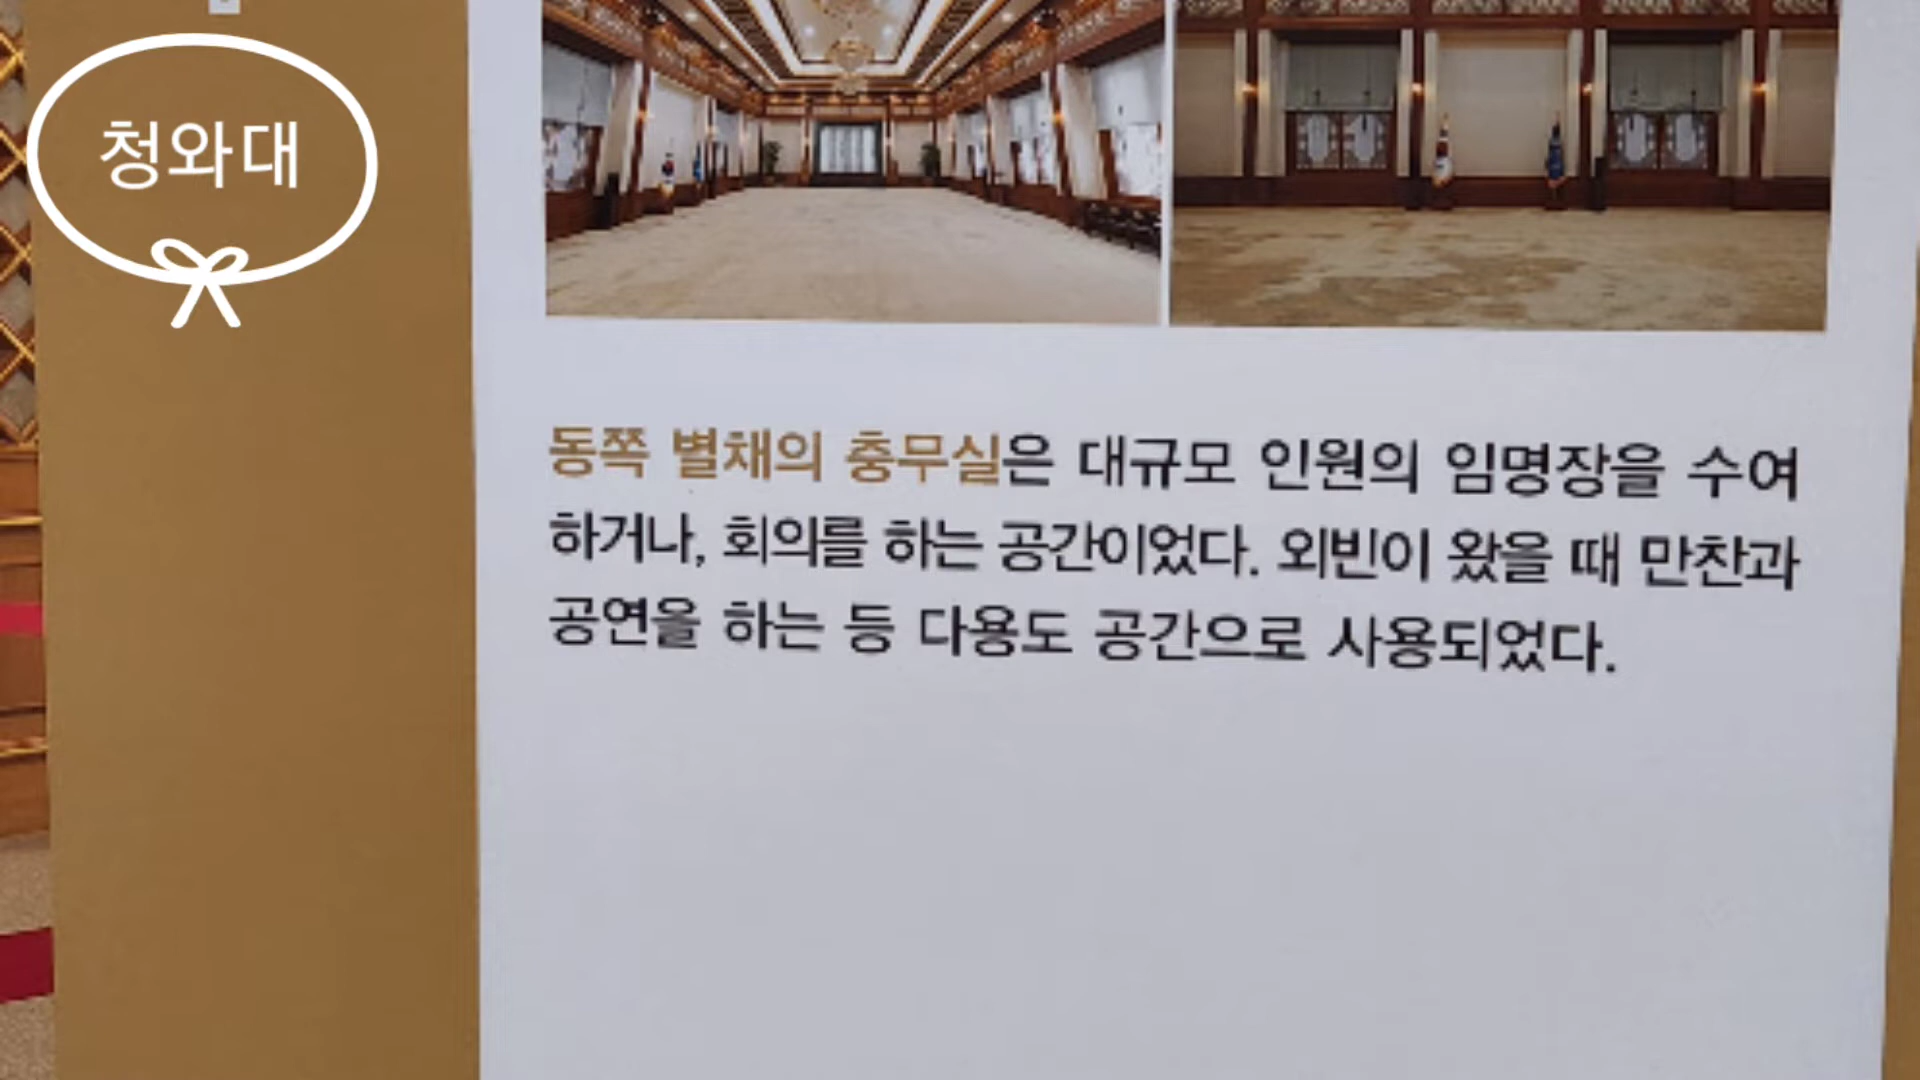 청와대
동쪽 별채의 충무실은 대규모 인원의 임명장을 수여
하거나, 회의를 하는 공간이었다. 외빈이 왔을 때 만찬과
공연을 하는 등 다용도 공간으로 사용되었다.